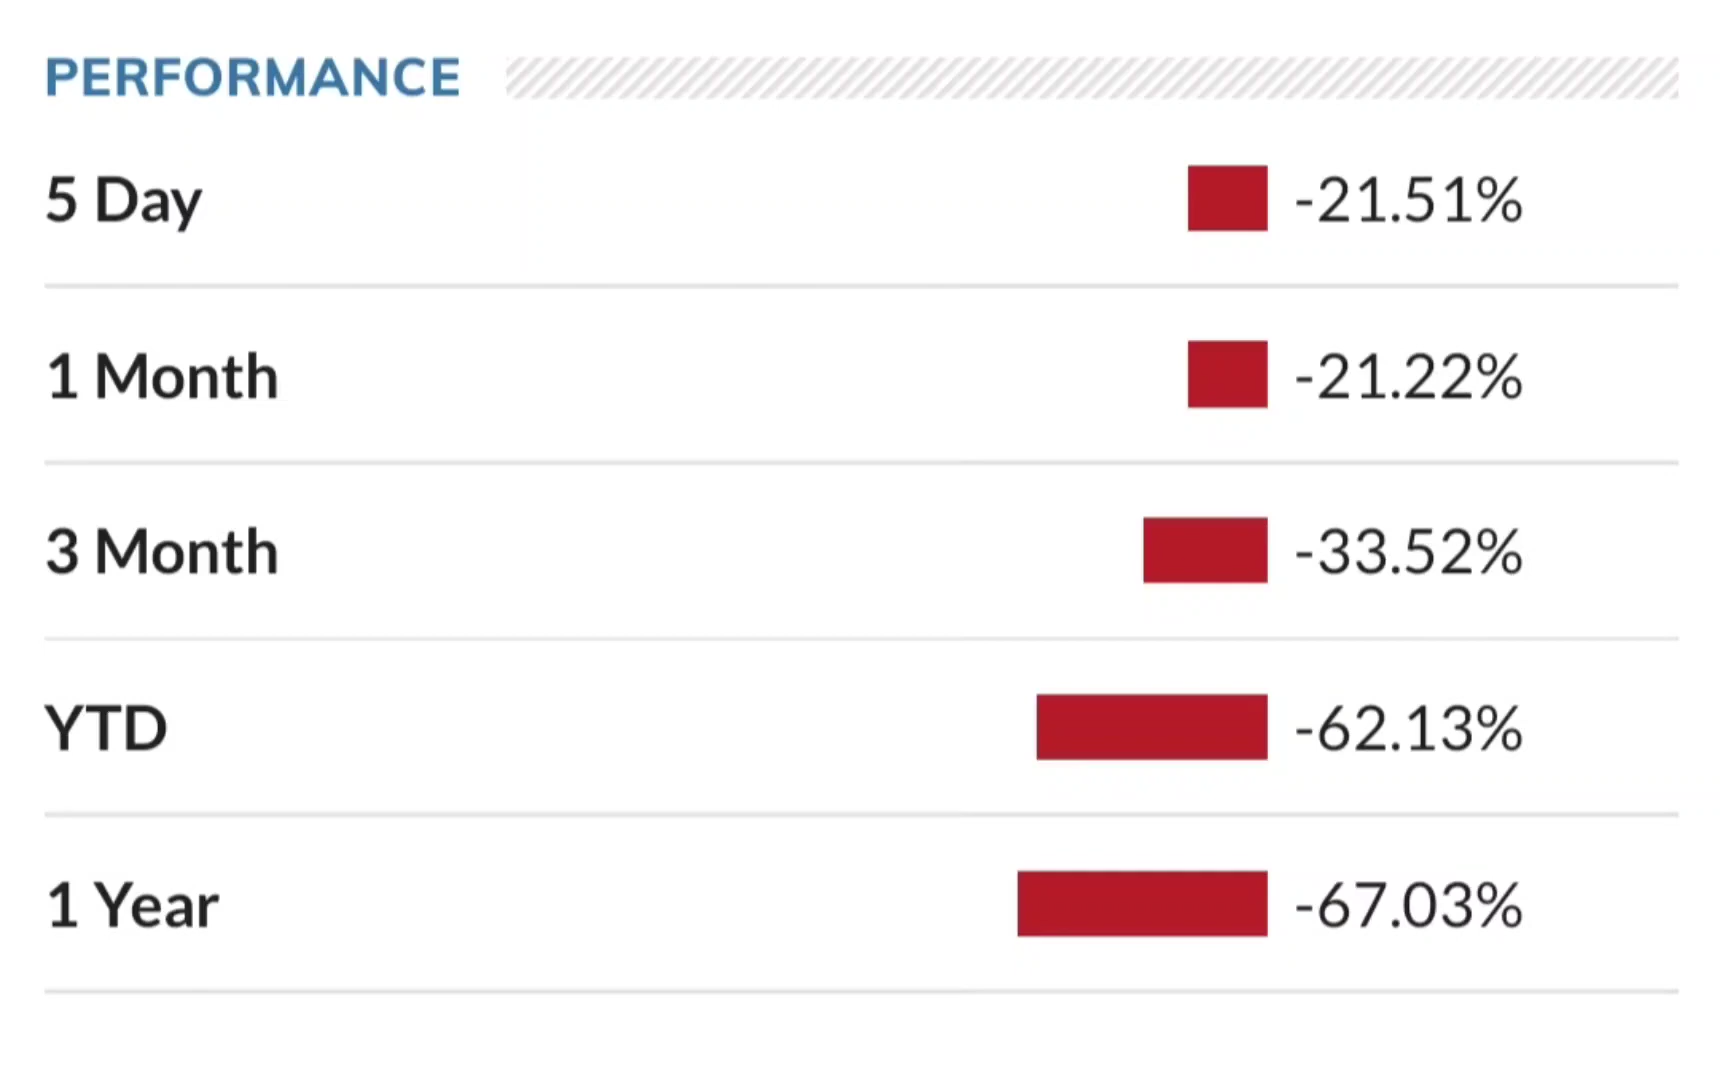 PERFORMANCE
5 Day -21.51%
1 Month -21.22%
3 Month -33.52%
YTD -62.13%
1 Year -67.03%